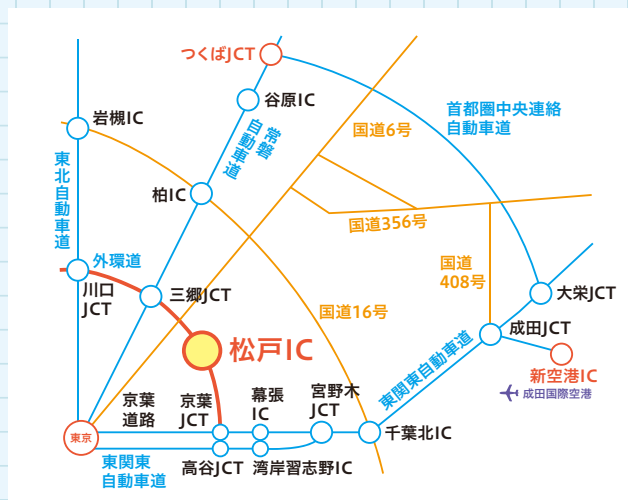 つくばJCT
谷原IC
岩槻IC
常磐
自動車道
国道6号
首都圏中央連絡
自動車道
東北自動車道
柏IC
国道356号
外環道
川口
JCT
三郷JCT
国道
408号
大栄JCT
国道16号
成田JCT
松戸IC
東関東自動車道
新空港IC
成田国際空港
京葉
道路
京葉
JCT
幕張
IC
宮野木
JCT
千葉北IC
東京
東関東
自動車道
高谷JCT
湾岸習志野IC